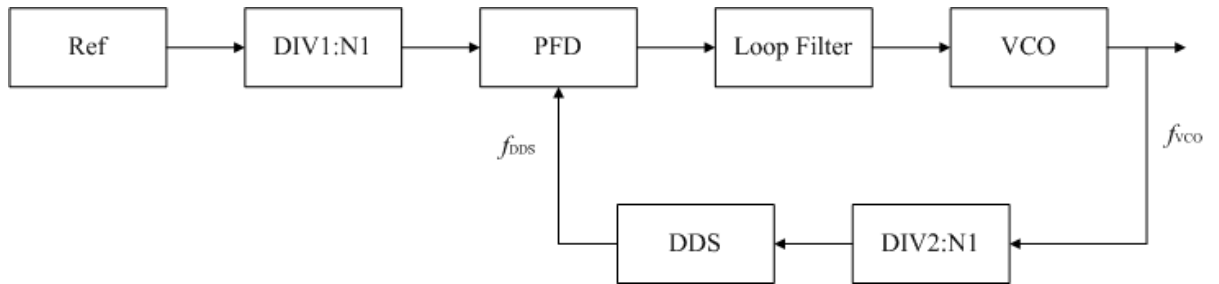 Ref
DIV1:N1
PFD
Loop Filter
VCO
fDDS
fVCO
DDS
DIV2:N1